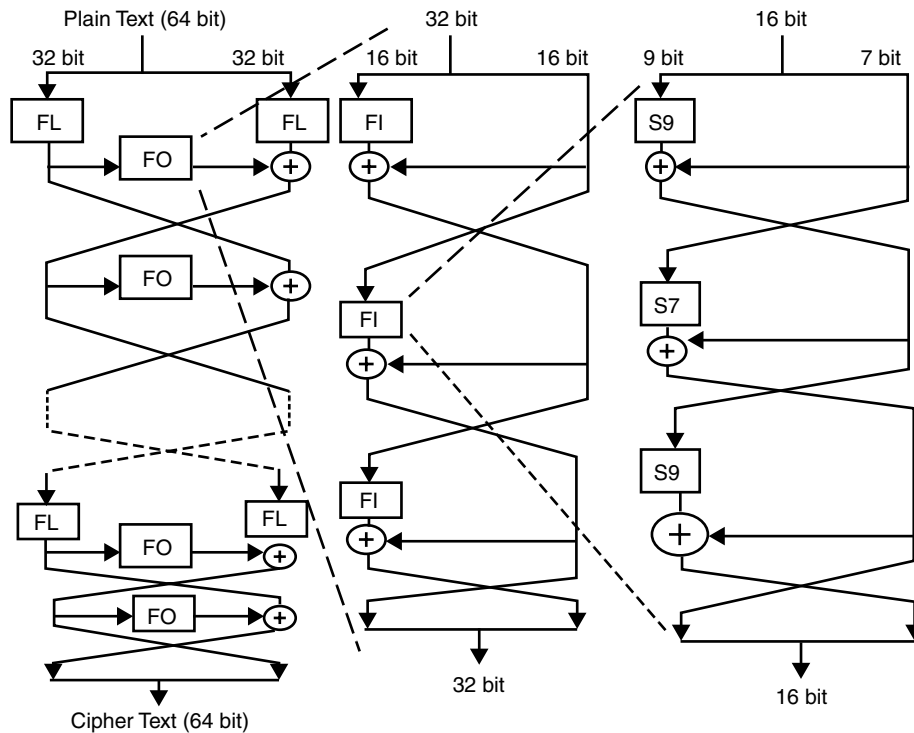 Plain Text (64 bit)
32 bit
32 bit
FL
FL
FO
+
FO
+
FL
FL
FO
+
FO
+
Cipher Text (64 bit)
32 bit
16 bit
16 bit
FI
+
FI
+
FI
+
32 bit
16 bit
9 bit
7 bit
S9
+
S7
+
S9
+
16 bit